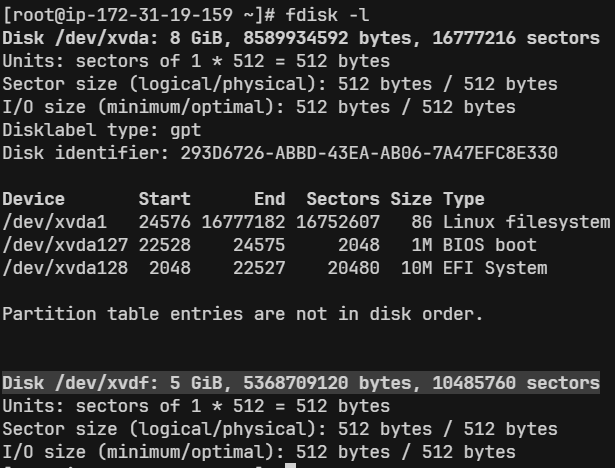 [root@ip-172-31-19-159 ~]# fdisk -l
Disk /dev/xvda: 8 GiB, 8589934592 bytes, 16777216 sectors
Units: sectors of 1 * 512 = 512 bytes
Sector size (logical/physical): 512 bytes / 512 bytes
I/O size (minimum/optimal): 512 bytes / 512 bytes
Disklabel type: gpt
Disk identifier: 293D6726-ABBD-43EA-AB06-7A47EFC8E330
Device Start End Sectors Size Type
/dev/xvda1 24576 16777182 16752607 8G Linux filesystem
/dev/xvda127 22528 24575 2048 1M BIOS boot
/dev/xvda128 2048 22527 20480 10M EFI System
Partition table entries are not in disk order.
Disk /dev/xvdf: 5 GiB, 5368709120 bytes, 10485760 sectors
Units: sectors of 1 * 512 = 512 bytes
Sector size (logical/physical): 512 bytes / 512 bytes
I/O size (minimum/optimal): 512 bytes / 512 bytes